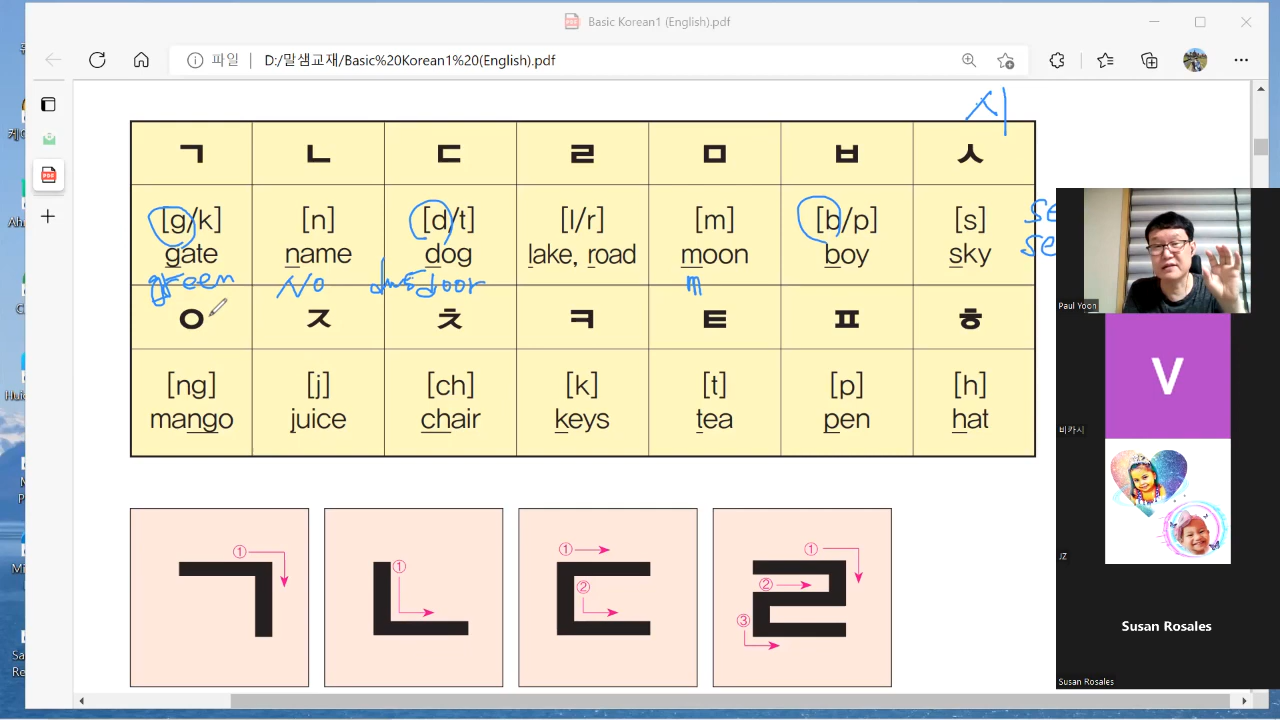 Basic Korean1 (English).pdf
파일 D:/말샘교재/Basic%20Korean1%20(English).pdf
시
ㄱ ㄴ ㄷ ㄹ ㅁ ㅂ ㅅ
[g/k] [n] [d/t] [l/r] [m] [b/p] [s]
gate name dog lake, road moon boy sky
green No door m
ㅇ ㅈ ㅊ ㅋ ㅌ ㅍ ㅎ
[ng] [j] [ch] [k] [t] [p] [h]
mango juice chair keys tea pen hat
① ① ① ①
② ②
③
Paul Yoon
V
비카시
JZ
Susan Rosales
Susan Rosales